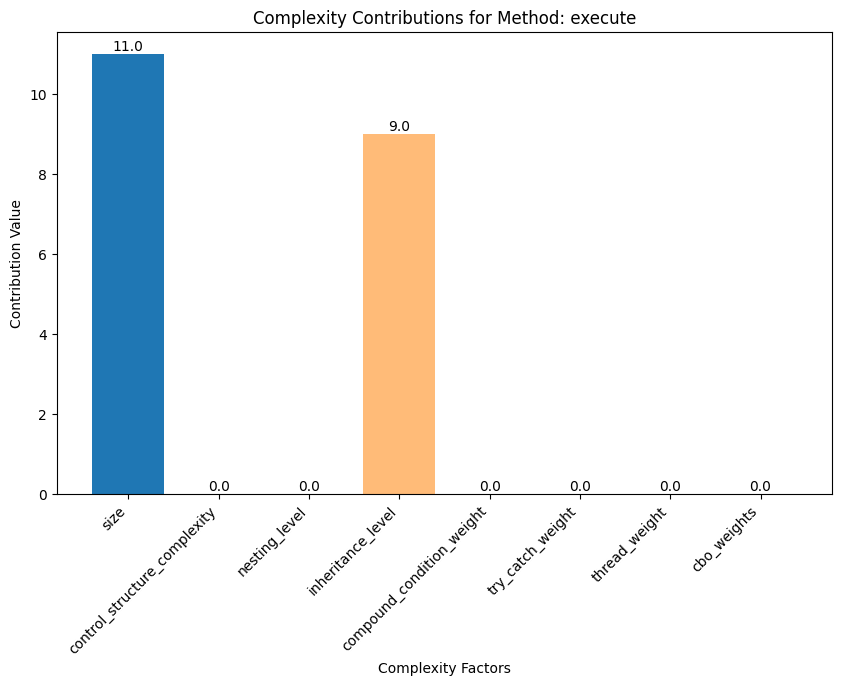 Complexity Contributions for Method: execute
Contribution Value
10
8
6
4
2
0
11.0
0.0
0.0
9.0
0.0
0.0
0.0
0.0
size
control_structure_complexity
nesting_level
inheritance_level
compound_condition_weight
try_catch_weight
thread_weight
cbo_weights
Complexity Factors